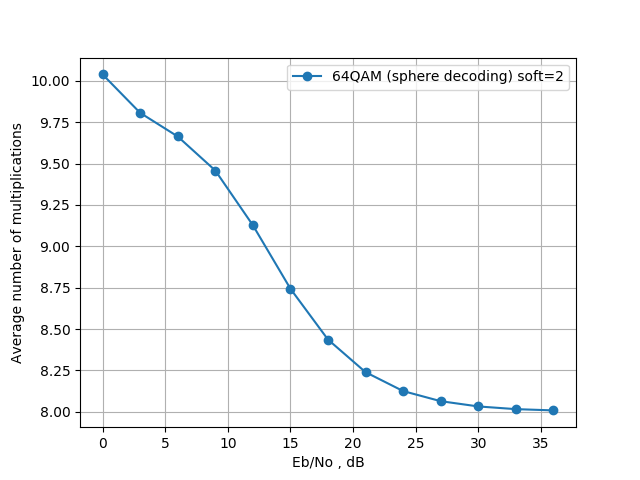 64QAM (sphere decoding) soft=2
Average number of multiplications
10.00
9.75
9.50
9.25
9.00
8.75
8.50
8.25
8.00
0 5 10 15 20 25 30 35
Eb/No , dB